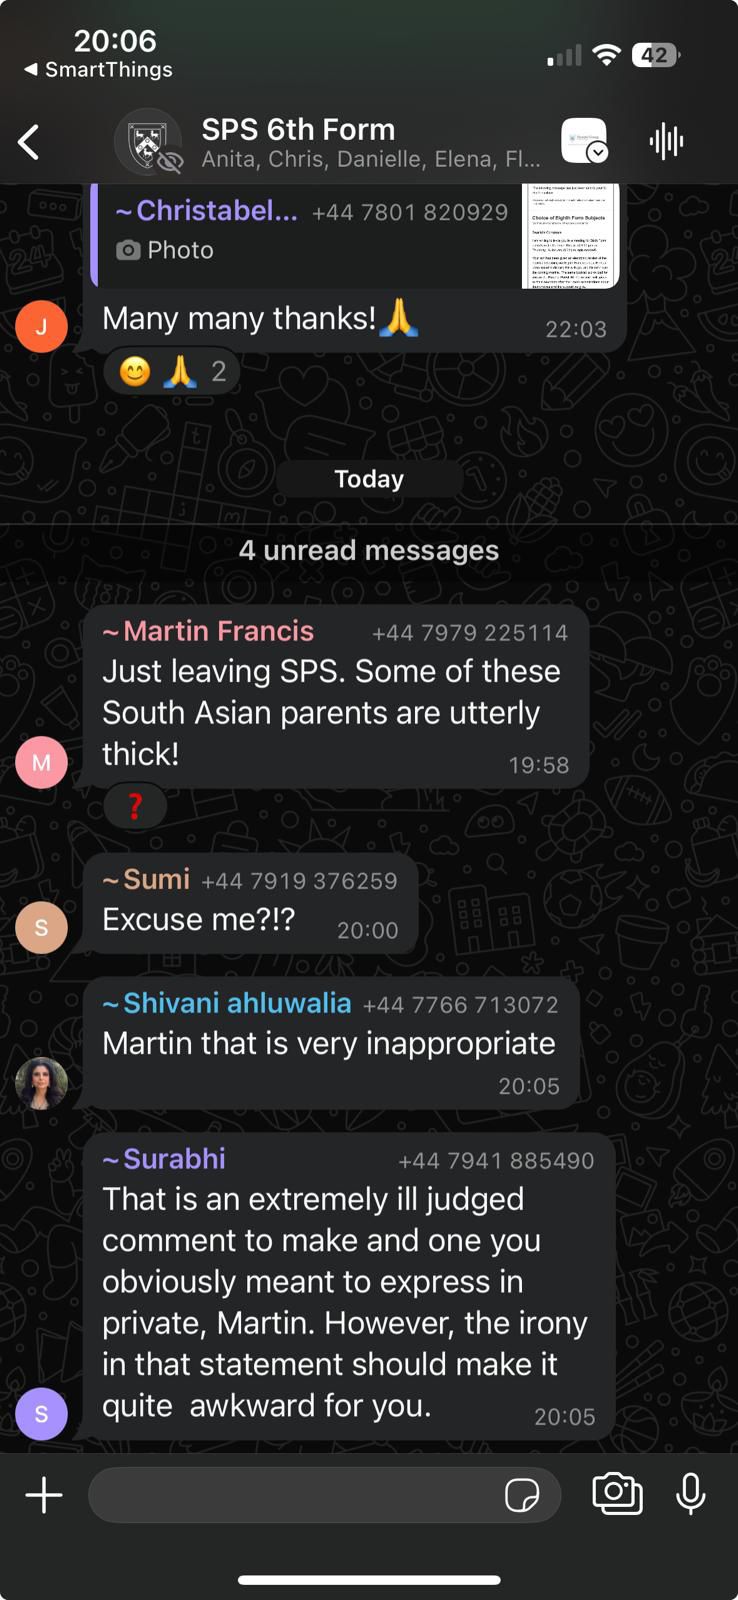 20:06
42
◀ SmartThings
SPS 6th Form
Anita, Chris, Danielle, Elena, Fl...
~Christabel... +44 7801 820929
Photo
Choice of Eighth Form Subjects
J
Many many thanks!🙏
22:03
😊 🙏 2
Today
4 unread messages
~Martin Francis +44 7979 225114
Just leaving SPS. Some of these
South Asian parents are utterly
thick!
19:58
M
❓
~Sumi +44 7919 376259
Excuse me?!?
20:00
S
~Shivani ahluwalia +44 7766 713072
Martin that is very inappropriate
20:05
~Surabhi +44 7941 885490
That is an extremely ill judged
comment to make and one you
obviously meant to express in
private, Martin. However, the irony
in that statement should make it
quite  awkward for you.
20:05
S